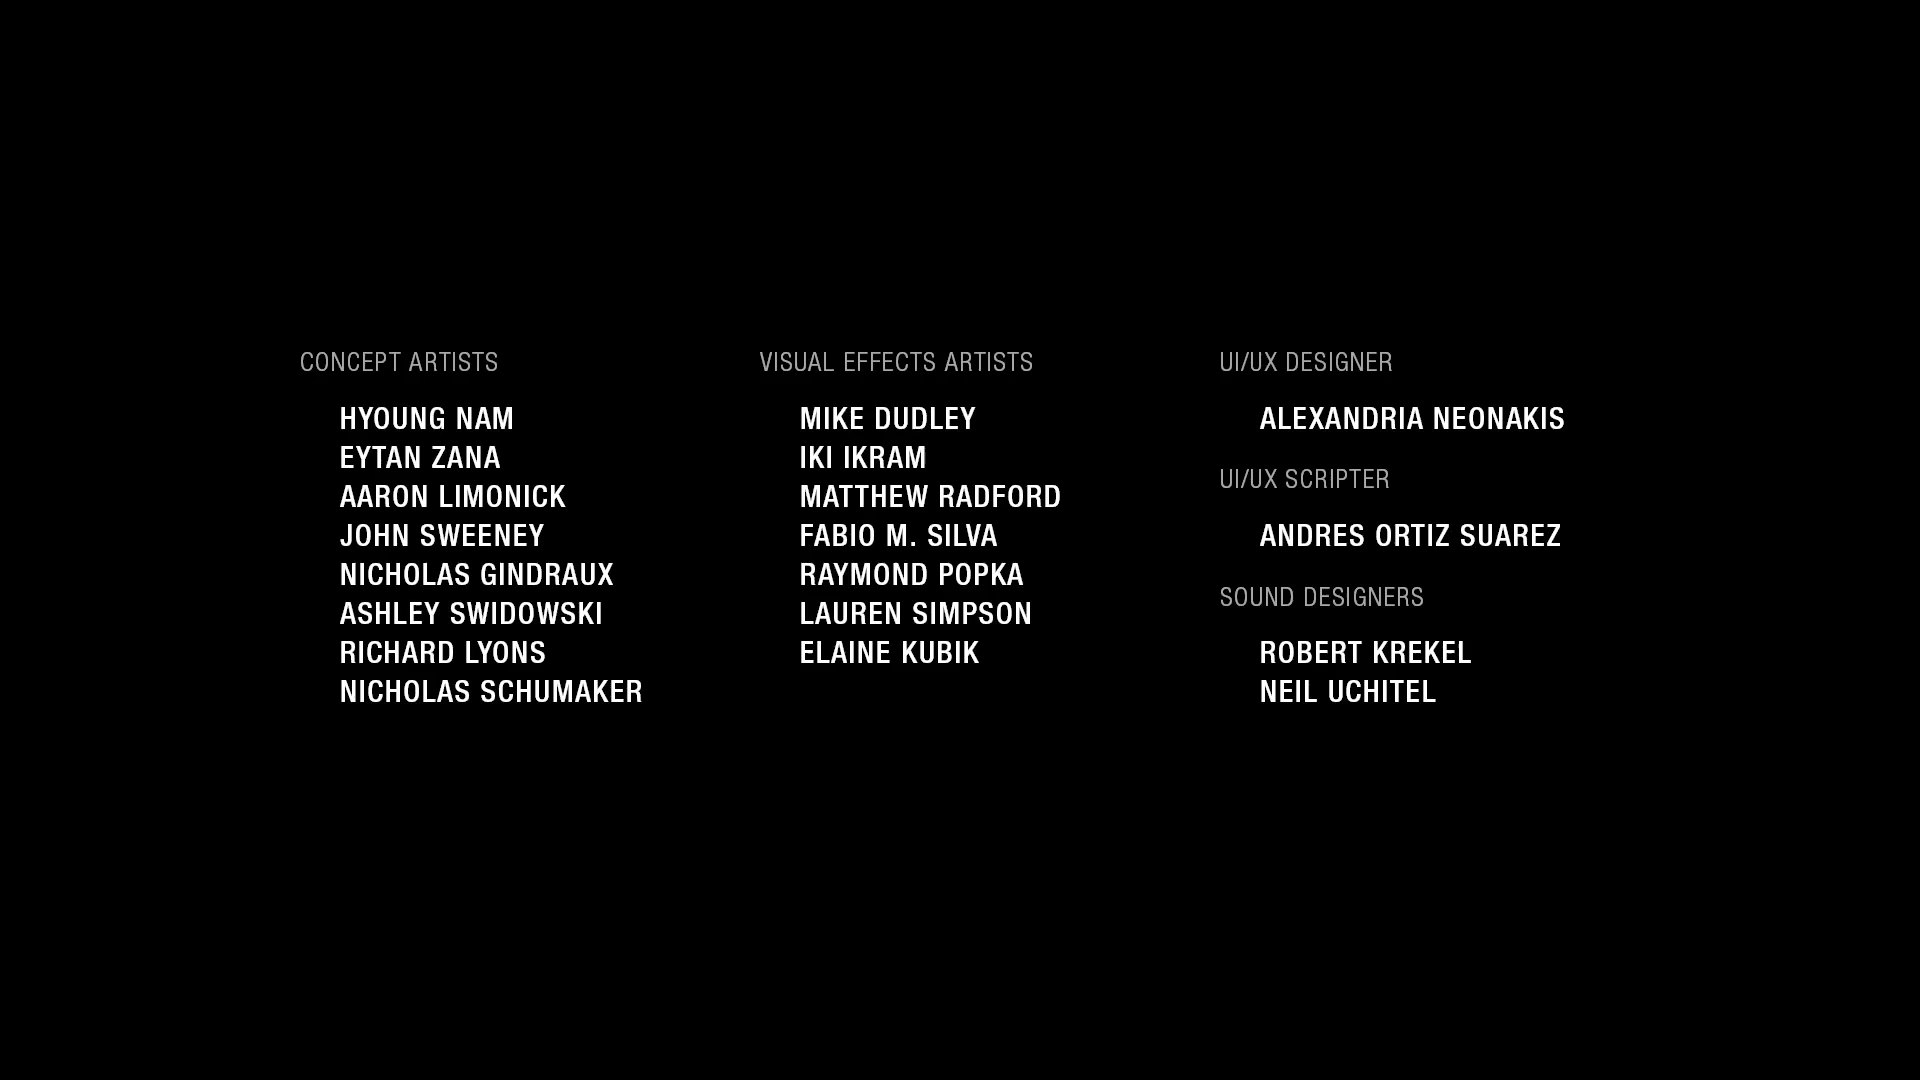 CONCEPT ARTISTS
HYOUNG NAM
EYTAN ZANA
AARON LIMONICK
JOHN SWEENEY
NICHOLAS GINDRAUX
ASHLEY SWIDOWSKI
RICHARD LYONS
NICHOLAS SCHUMAKER
VISUAL EFFECTS ARTISTS
MIKE DUDLEY
IKI IKRAM
MATTHEW RADFORD
FABIO M. SILVA
RAYMOND POPKA
LAUREN SIMPSON
ELAINE KUBIK
UI/UX DESIGNER
ALEXANDRIA NEONAKIS
UI/UX SCRIPTER
ANDRES ORTIZ SUAREZ
SOUND DESIGNERS
ROBERT KREKEL
NEIL UCHITEL